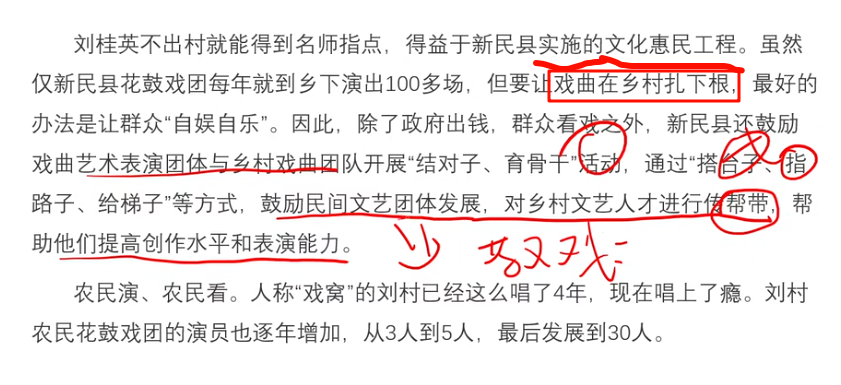 刘桂英不出村就能得到名师指点，得益于新民县实施的文化惠民工程。虽然
仅新民县花鼓戏团每年就到乡下演出100多场，但要让戏曲在乡村扎下根，最好的
办法是让群众“自娱自乐”。因此，除了政府出钱，群众看戏之外，新民县还鼓励
戏曲艺术表演团体与乡村戏曲团队开展“结对子、育骨干”活动，通过“搭台子、指
路子、给梯子”等方式，鼓励民间文艺团体发展，对乡村文艺人才进行传帮带，帮
助他们提高创作水平和表演能力。
农民演、农民看。人称“戏窝”的刘村已经这么唱了4年，现在唱上了瘾。刘村
农民花鼓戏团的演员也逐年增加，从3人到5人，最后发展到30人。